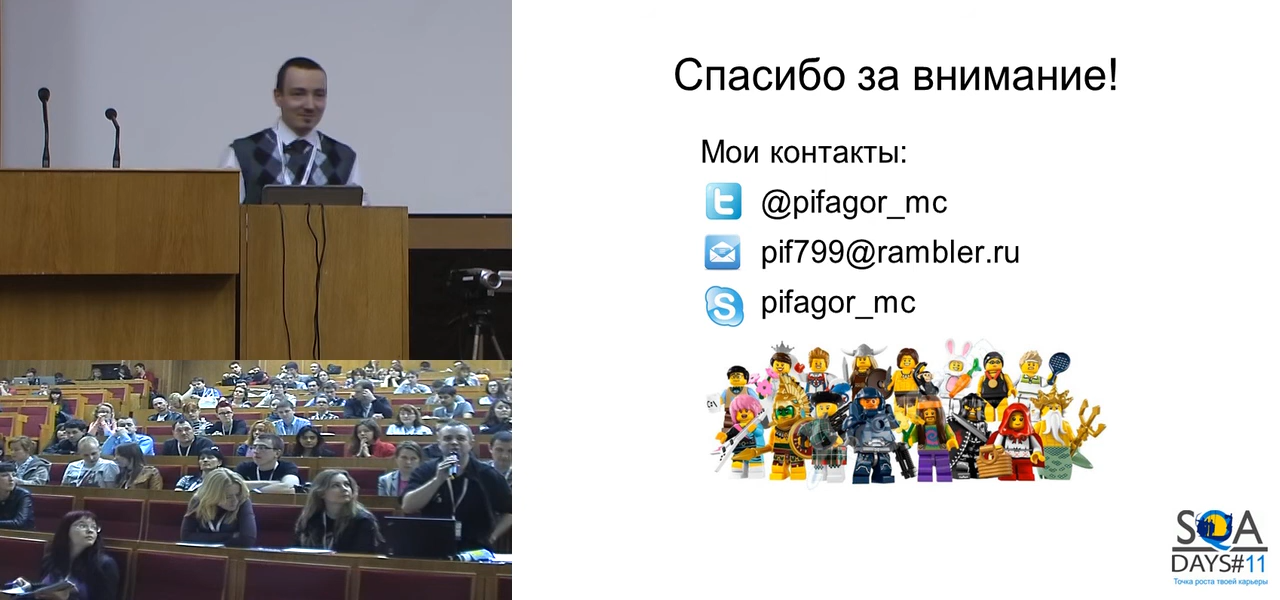 Спасибо за внимание!
Мои контакты:
@pifagor_mc
pif799@rambler.ru
pifagor_mc
SQA
DAYS#11
Точка роста твоей карьеры